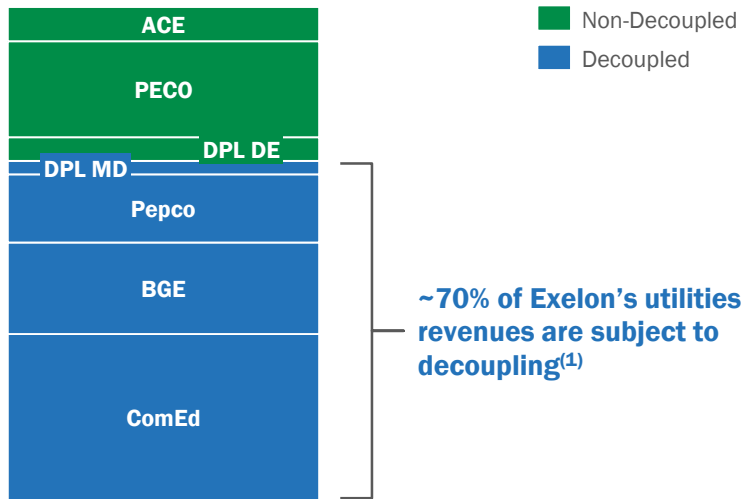 ACE
PECO
DPL DE
DPL MD
Pepco
BGE
ComEd
Non-Decoupled
Decoupled
~70% of Exelon’s utilities
revenues are subject to
decoupling(1)